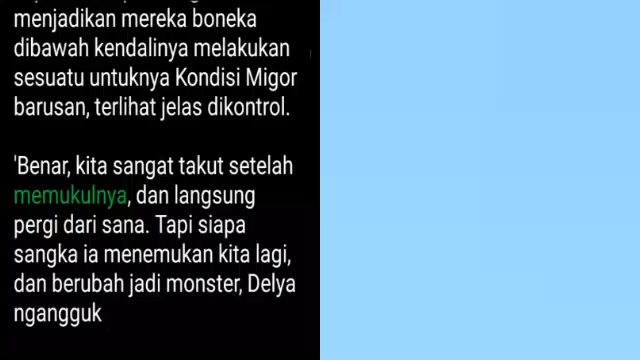 menjadikan mereka boneka
dibawah kendalinya melakukan
sesuatu untuknya Kondisi Migor
barusan, terlihat jelas dikontrol.
'Benar, kita sangat takut setelah
memukulnya, dan langsung
pergi dari sana. Tapi siapa
sangka ia menemukan kita lagi,
dan berubah jadi monster, Delya
ngangguk